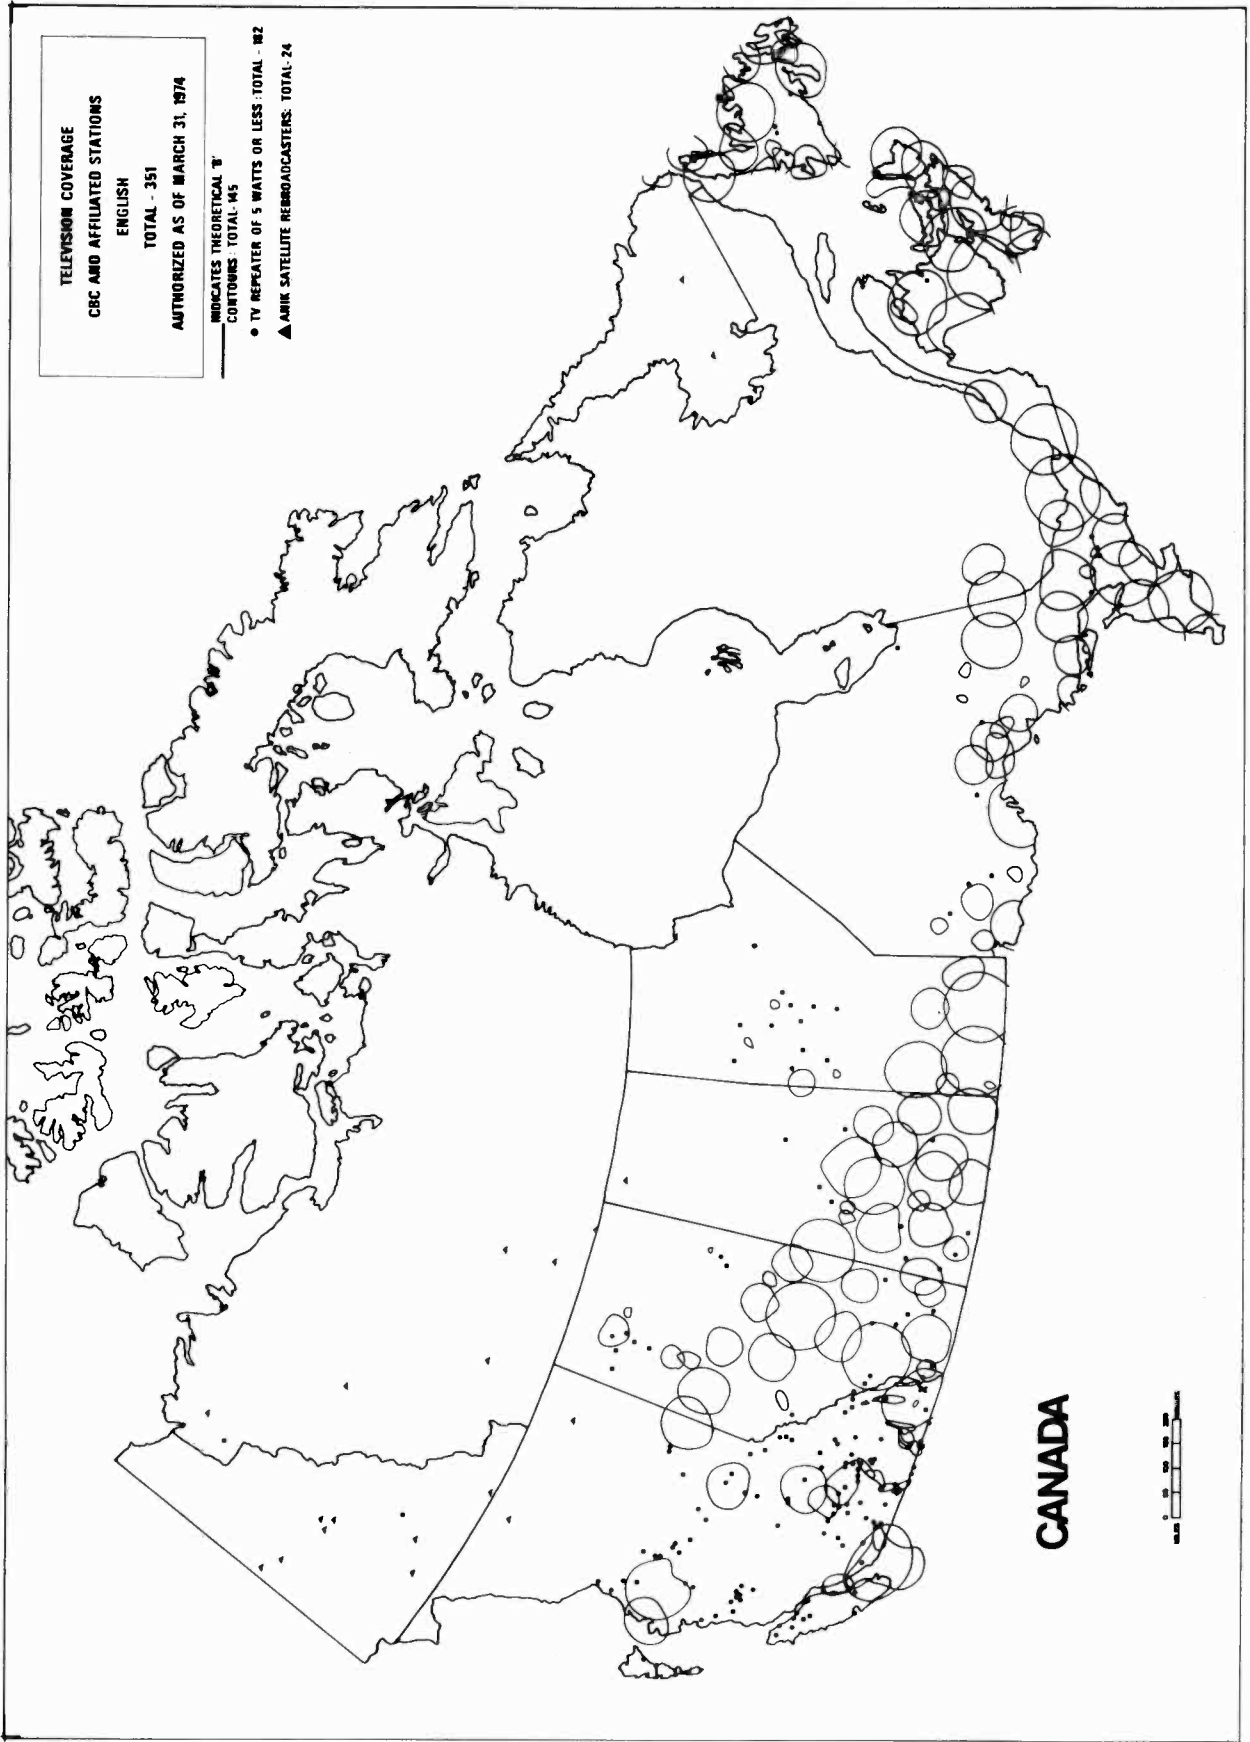 TELEVISION COVERAGE
CBC AND AFFILIATED STATIONS
ENGLISH
TOTAL - 351
AUTHORIZED AS OF MARCH 31, 1974
INDICATES THEORETICAL 'B'
CONTOURS : TOTAL - 145
TV REPEATER OF 5 WATTS OR LESS : TOTAL - 182
ANIK SATELLITE REBROADCASTERS: TOTAL - 24
CANADA